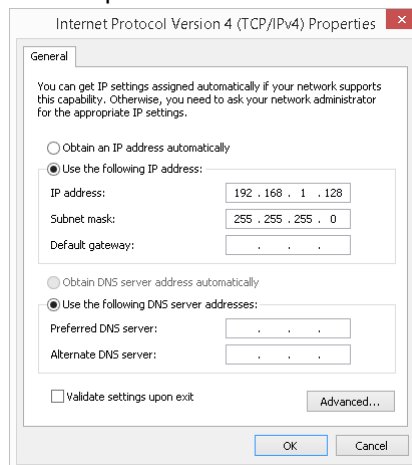 Internet Protocol Version 4 (TCP/IPv4) Properties
General
You can get IP settings assigned automatically if your network supports
this capability. Otherwise, you need to ask your network administrator
for the appropriate IP settings.
Obtain an IP address automatically
Use the following IP address:
IP address: 192 . 168 . 1 . 128
Subnet mask: 255 . 255 . 255 . 0
Default gateway: . . .
Obtain DNS server address automatically
Use the following DNS server addresses:
Preferred DNS server: . . .
Alternate DNS server: . . .
Validate settings upon exit
Advanced...
OK Cancel